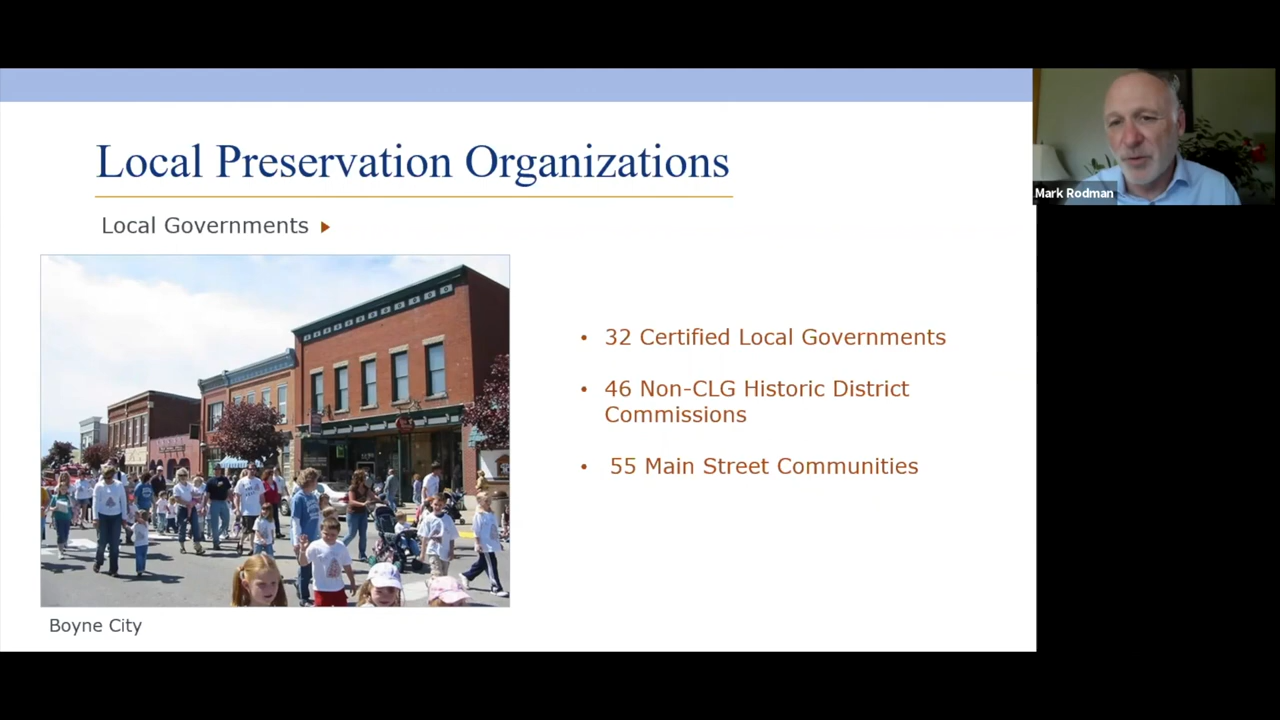 Local Preservation Organizations
Mark Rodman
Local Governments
• 32 Certified Local Governments
• 46 Non-CLG Historic District
Commissions
• 55 Main Street Communities
Boyne City